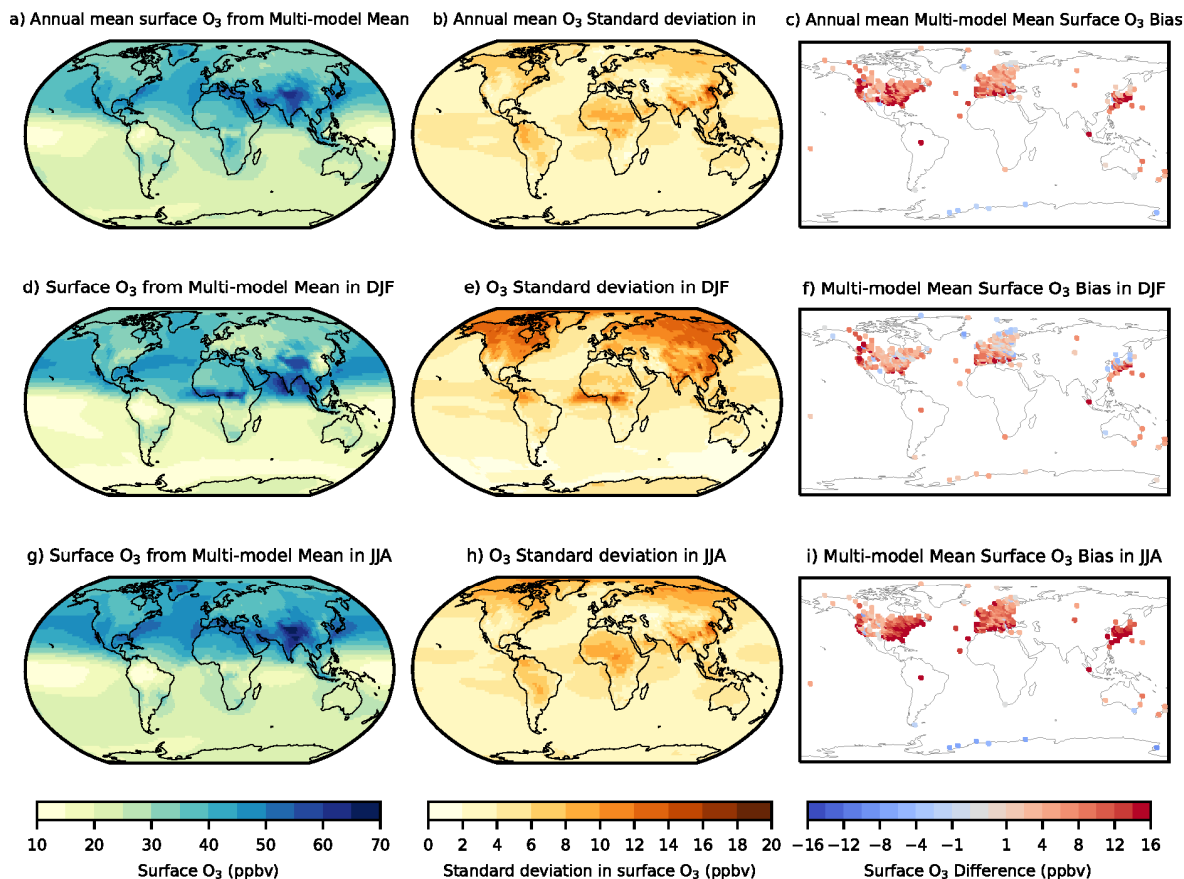 a) Annual mean surface O₃ from Multi-model Mean
b) Annual mean O₃ Standard deviation in
c) Annual mean Multi-model Mean Surface O₃ Bias
d) Surface O₃ from Multi-model Mean in DJF
e) O₃ Standard deviation in DJF
f) Multi-model Mean Surface O₃ Bias in DJF
g) Surface O₃ from Multi-model Mean in JJA
h) O₃ Standard deviation in JJA
i) Multi-model Mean Surface O₃ Bias in JJA
10 20 30 40 50 60 70
Surface O₃ (ppbv)
0 2 4 6 8 10 12 14 16 18 20
Standard deviation in surface O₃ (ppbv)
−16 −12 −8 −4 −1 1 4 8 12 16
Surface O₃ Difference (ppbv)